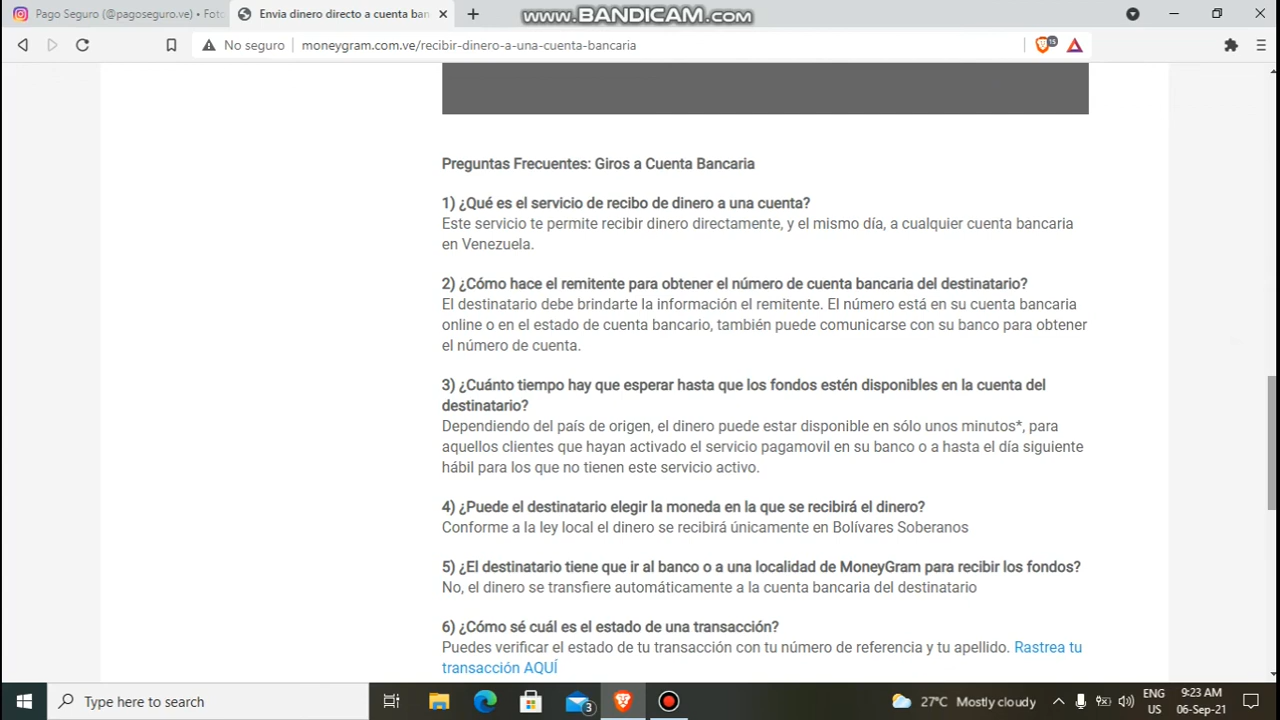 Pago Seguro (@pagoseguro.ve) • Foto
Envia dinero directo a cuenta ban
www.BANDICAM.com
No seguro
moneygram.com.ve/recibir-dinero-a-una-cuenta-bancaria
15
Preguntas Frecuentes: Giros a Cuenta Bancaria
1) ¿Qué es el servicio de recibo de dinero a una cuenta?
Este servicio te permite recibir dinero directamente, y el mismo día, a cualquier cuenta bancaria
en Venezuela.
2) ¿Cómo hace el remitente para obtener el número de cuenta bancaria del destinatario?
El destinatario debe brindarte la información el remitente. El número está en su cuenta bancaria
online o en el estado de cuenta bancario, también puede comunicarse con su banco para obtener
el número de cuenta.
3) ¿Cuánto tiempo hay que esperar hasta que los fondos estén disponibles en la cuenta del
destinatario?
Dependiendo del país de origen, el dinero puede estar disponible en sólo unos minutos*, para
aquellos clientes que hayan activado el servicio pagamovil en su banco o a hasta el día siguiente
hábil para los que no tienen este servicio activo.
4) ¿Puede el destinatario elegir la moneda en la que se recibirá el dinero?
Conforme a la ley local el dinero se recibirá únicamente en Bolívares Soberanos
5) ¿El destinatario tiene que ir al banco o a una localidad de MoneyGram para recibir los fondos?
No, el dinero se transfiere automáticamente a la cuenta bancaria del destinatario
6) ¿Cómo sé cuál es el estado de una transacción?
Puedes verificar el estado de tu transacción con tu número de referencia y tu apellido. Rastrea tu
transacción AQUÍ
Type here to search
3
27°C Mostly cloudy
ENG
US
9:23 AM
06-Sep-21